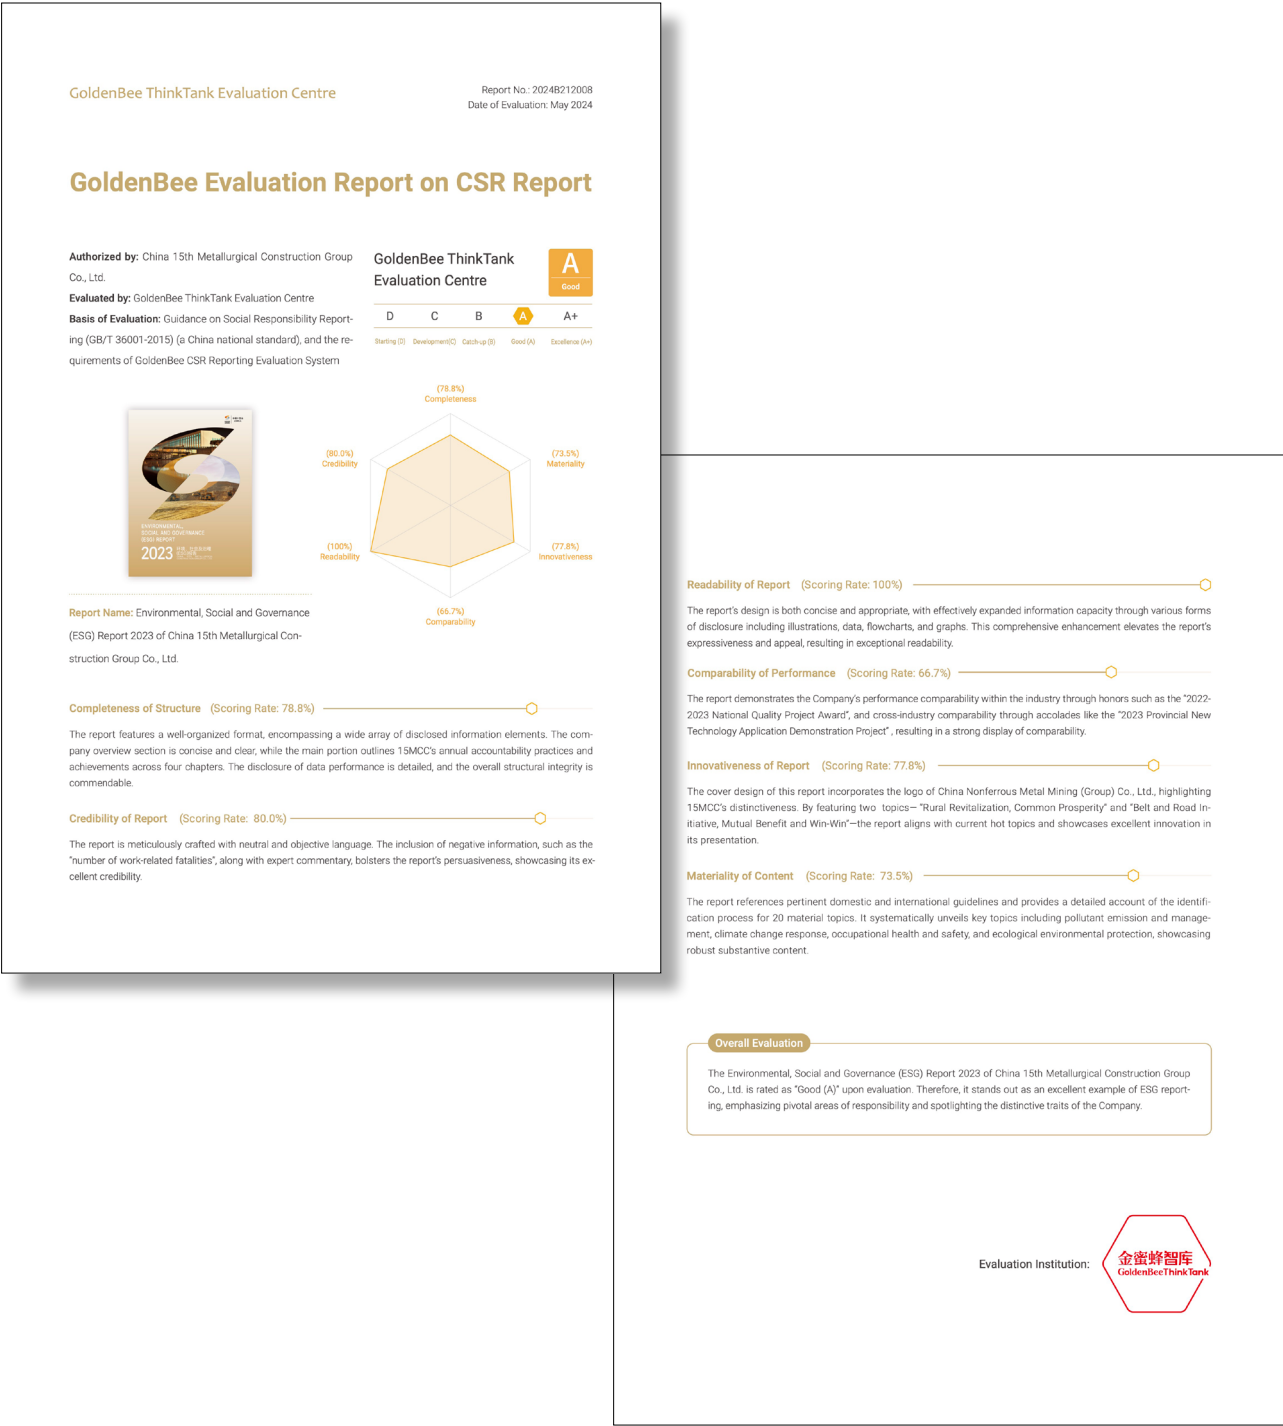 GoldenBee ThinkTank Evaluation Centre
Report No.: 2024B212008
Date of Evaluation: May 2024
GoldenBee Evaluation Report on CSR Report
Authorized by: China 15th Metallurgical Construction Group
Co., Ltd.
Evaluated by: GoldenBee ThinkTank Evaluation Centre
Basis of Evaluation: Guidance on Social Responsibility Report-
ing (GB/T 36001-2015) (a China national standard), and the re-
quirements of GoldenBee CSR Reporting Evaluation System
GoldenBee ThinkTank
Evaluation Centre
A
Good
D C B A A+
Starting (D) Development(C) Catch-up (B) Good (A) Excellence (A+)
(78.8%)
Completeness
(80.0%)
Credibility
(73.5%)
Materiality
(100%)
Readability
(77.8%)
Innovativeness
(66.7%)
Comparability
ENVIRONMENTAL,
SOCIAL AND GOVERNANCE
(ESG) REPORT
2023
Report Name: Environmental, Social and Governance
(ESG) Report 2023 of China 15th Metallurgical Con-
struction Group Co., Ltd.
Completeness of Structure (Scoring Rate: 78.8%)
The report features a well-organized format, encompassing a wide array of disclosed information elements. The com-
pany overview section is concise and clear, while the main portion outlines 15MCC's annual accountability practices and
achievements across four chapters. The disclosure of data performance is detailed, and the overall structural integrity is
commendable.
Credibility of Report (Scoring Rate: 80.0%)
The report is meticulously crafted with neutral and objective language. The inclusion of negative information, such as the
"number of work-related fatalities", along with expert commentary, bolsters the report's persuasiveness, showcasing its ex-
cellent credibility.
Readability of Report (Scoring Rate: 100%)
The report's design is both concise and appropriate, with effectively expanded information capacity through various forms
of disclosure including illustrations, data, flowcharts, and graphs. This comprehensive enhancement elevates the report's
expressiveness and appeal, resulting in exceptional readability.
Comparability of Performance (Scoring Rate: 66.7%)
The report demonstrates the Company's performance comparability within the industry through honors such as the "2022-
2023 National Quality Project Award", and cross-industry comparability through accolades like the "2023 Provincial New
Technology Application Demonstration Project" , resulting in a strong display of comparability.
Innovativeness of Report (Scoring Rate: 77.8%)
The cover design of this report incorporates the logo of China Nonferrous Metal Mining (Group) Co., Ltd., highlighting
15MCC's distinctiveness. By featuring two topics— "Rural Revitalization, Common Prosperity" and "Belt and Road In-
itiative, Mutual Benefit and Win-Win"—the report aligns with current hot topics and showcases excellent innovation in
its presentation.
Materiality of Content (Scoring Rate: 73.5%)
The report references pertinent domestic and international guidelines and provides a detailed account of the identifi-
cation process for 20 material topics. It systematically unveils key topics including pollutant emission and manage-
ment, climate change response, occupational health and safety, and ecological environmental protection, showcasing
robust substantive content.
Overall Evaluation
The Environmental, Social and Governance (ESG) Report 2023 of China 15th Metallurgical Construction Group
Co., Ltd. is rated as "Good (A)" upon evaluation. Therefore, it stands out as an excellent example of ESG report-
ing, emphasizing pivotal areas of responsibility and spotlighting the distinctive traits of the Company.
Evaluation Institution:
金蜜蜂智库
GoldenBeeThinkTank